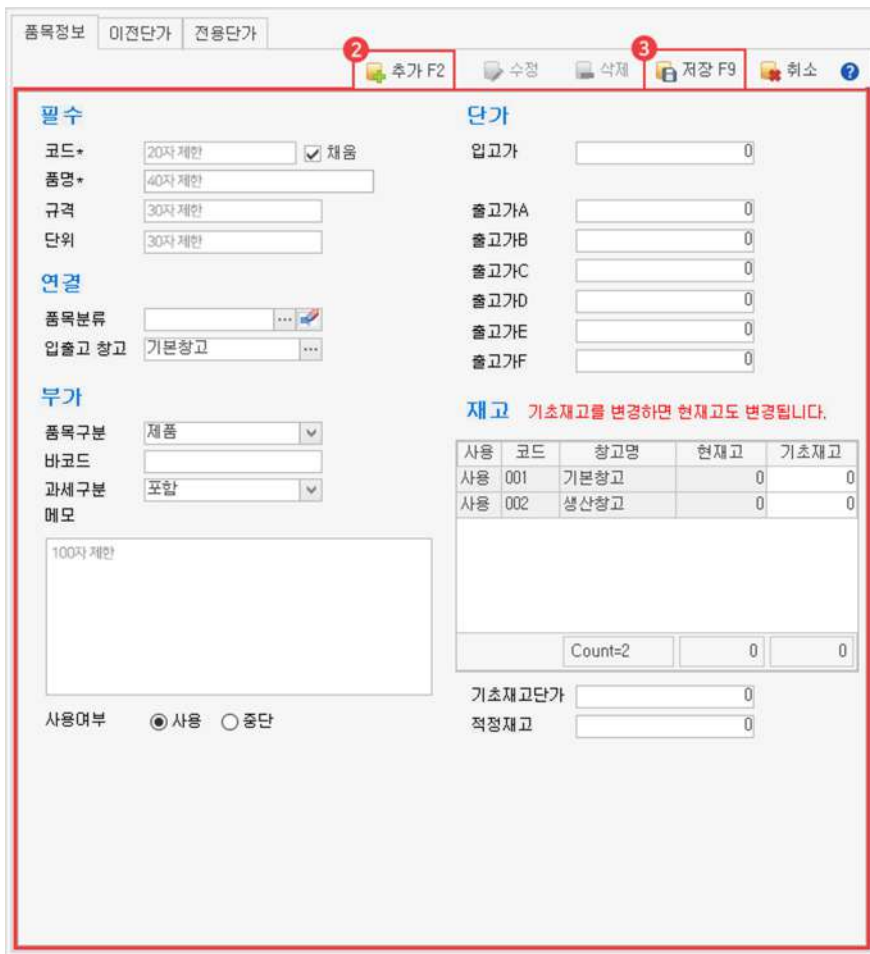 품목정보 이전단가 전용단가
2 추가 F2 수정 삭제 3 저장 F9 취소 ?
필수
코드* 20자 제한 채움
품명* 40자 제한
규격 30자 제한
단위 30자 제한
연결
품목분류 ...
입출고 창고 기본창고 ...
부가
품목구분 제품
바코드
과세구분 포함
메모
100자 제한
사용여부 사용 중단
단가
입고가 0
출고가A 0
출고가B 0
출고가C 0
출고가D 0
출고가E 0
출고가F 0
재고 기초재고를 변경하면 현재고도 변경됩니다.
사용 코드 창고명 현재고 기초재고
사용 001 기본창고 0 0
사용 002 생산창고 0 0
Count=2 0 0
기초재고단가 0
적정재고 0